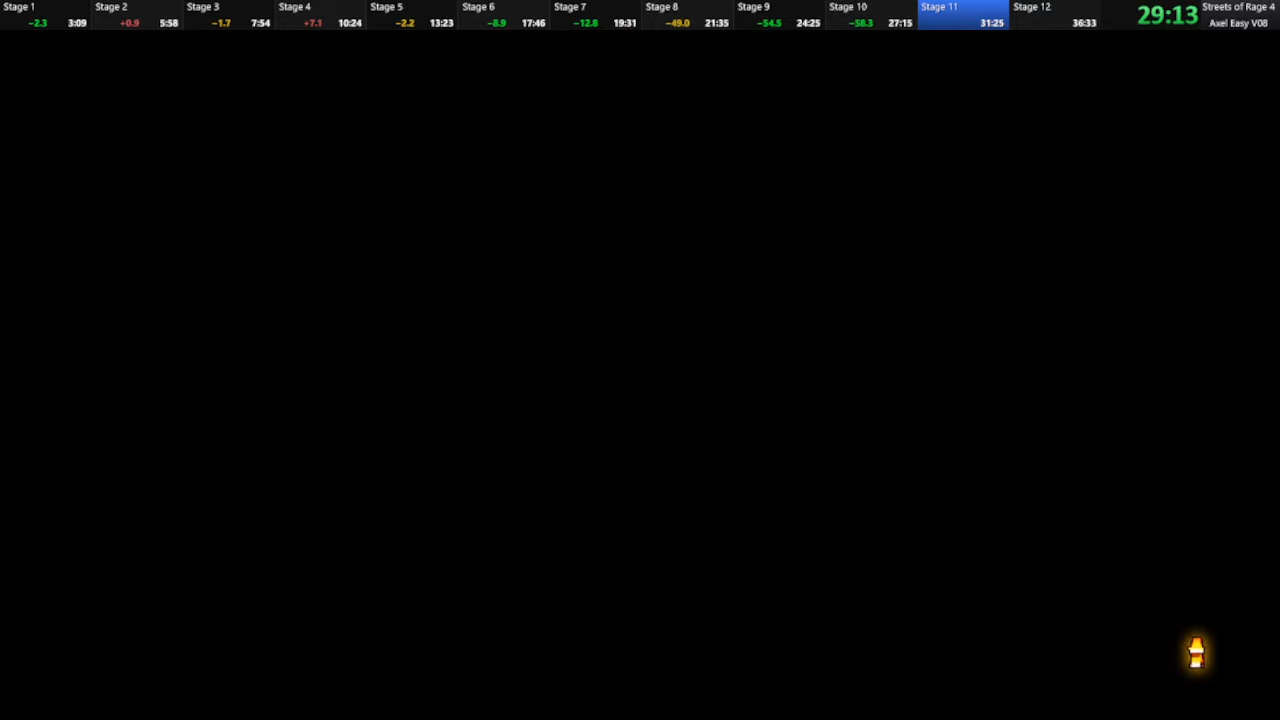 Stage 1
−2.3 3:09
Stage 2
+0.9 5:58
Stage 3
−1.7 7:54
Stage 4
+7.1 10:24
Stage 5
−2.2 13:23
Stage 6
−8.9 17:46
Stage 7
−12.8 19:31
Stage 8
−49.0 21:35
Stage 9
−54.5 24:25
Stage 10
−58.3 27:15
Stage 11
31:25
Stage 12
36:33
29:13
Streets of Rage 4
Axel Easy V08